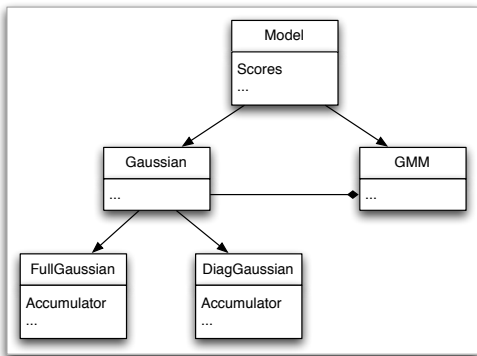 Model
Scores
...
Gaussian
...
GMM
...
FullGaussian
Accumulator
...
DiagGaussian
Accumulator
...